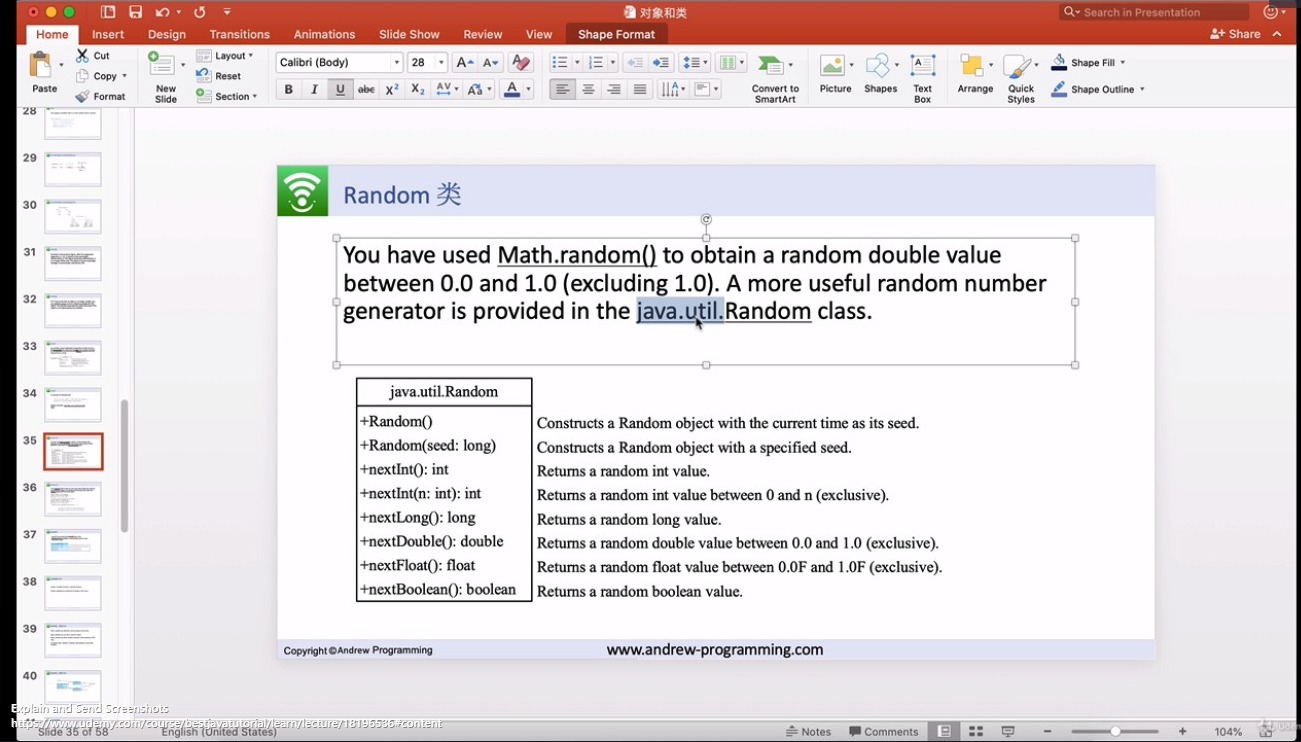 对象和类
Search in Presentation
Home Insert Design Transitions Animations Slide Show Review View Shape Format Share
Paste
Cut
Copy
Format
New
Slide
Layout
Reset
Section
Calibri (Body) 28
B I U abc X² X₂ AV Aa A
Convert to
SmartArt
Picture
Shapes
Text
Box
Arrange
Quick
Styles
Shape Fill
Shape Outline
28
29
30
31
32
33
34
35
36
37
38
39
40
Random 类
You have used Math.random() to obtain a random double value
between 0.0 and 1.0 (excluding 1.0). A more useful random number
generator is provided in the java.util.Random class.
java.util.Random
+Random() Constructs a Random object with the current time as its seed.
+Random(seed: long) Constructs a Random object with a specified seed.
+nextInt(): int Returns a random int value.
+nextInt(n: int): int Returns a random int value between 0 and n (exclusive).
+nextLong(): long Returns a random long value.
+nextDouble(): double Returns a random double value between 0.0 and 1.0 (exclusive).
+nextFloat(): float Returns a random float value between 0.0F and 1.0F (exclusive).
+nextBoolean(): boolean Returns a random boolean value.
Copyright ©Andrew Programming www.andrew-programming.com
Explain and Send Screenshots
https://www.udemy.com/course/bestjavatutorial/learn/lecture/18196536#content
Slide 35 of 58 English (United States) Notes Comments 104%